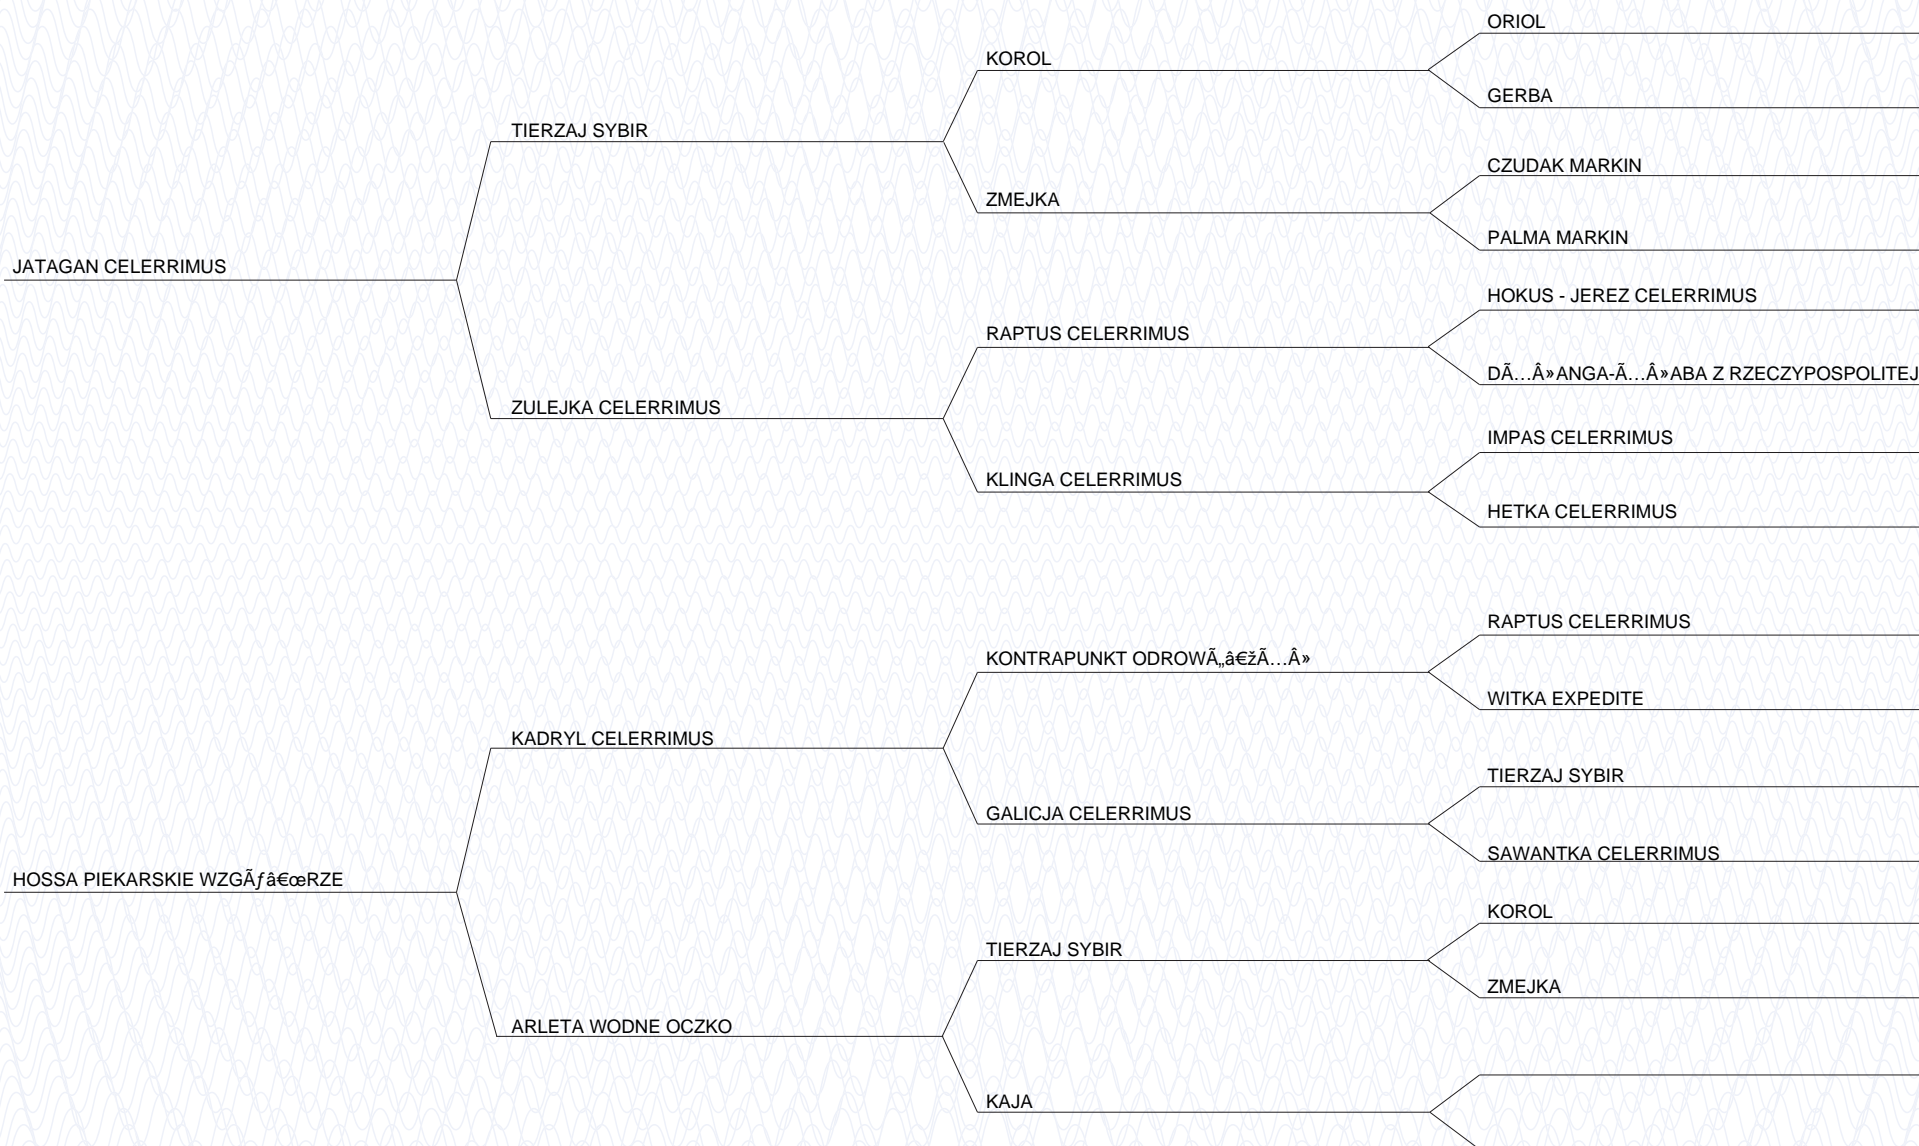 ORIOL
KOROL
GERBA
TIERZAJ SYBIR
CZUDAK MARKIN
ZMEJKA
PALMA MARKIN
JATAGAN CELERRIMUS
HOKUS - JEREZ CELERRIMUS
RAPTUS CELERRIMUS
DÃ…Â»ANGA-Ã…Â»ABA Z RZECZYPOSPOLITEJ
ZULEJKA CELERRIMUS
IMPAS CELERRIMUS
KLINGA CELERRIMUS
HETKA CELERRIMUS
RAPTUS CELERRIMUS
KONTRAPUNKT ODROWÃ„â€žÃ…Â»
WITKA EXPEDITE
KADRYL CELERRIMUS
TIERZAJ SYBIR
GALICJA CELERRIMUS
SAWANTKA CELERRIMUS
HOSSA PIEKARSKIE WZGÃƒâ€œRZE
KOROL
TIERZAJ SYBIR
ZMEJKA
ARLETA WODNE OCZKO
KAJA